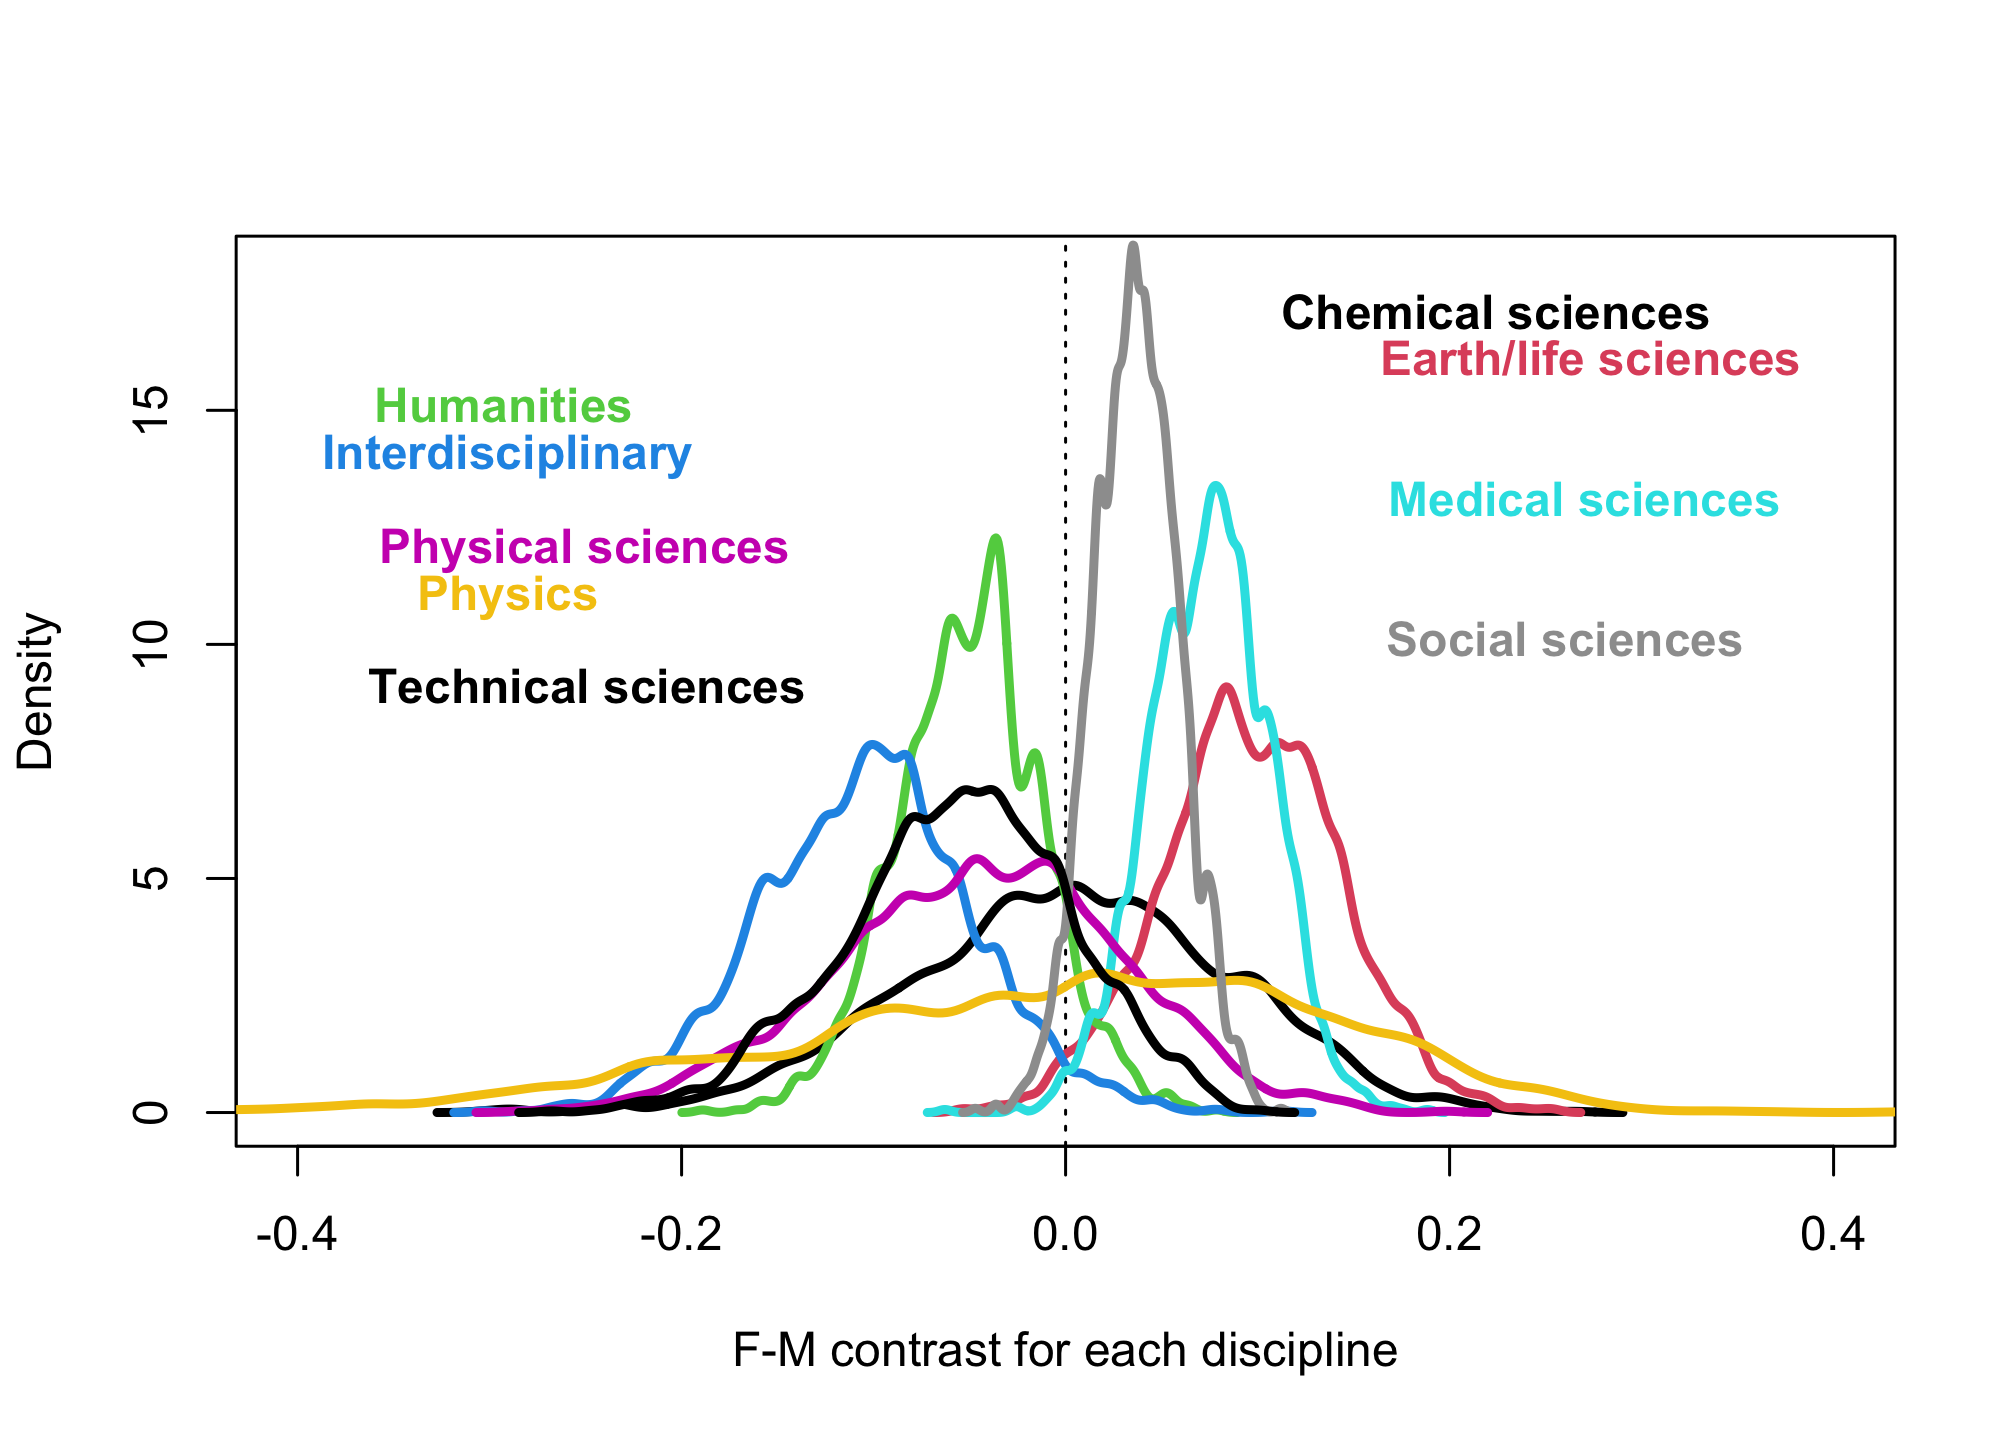 Chemical sciences
Earth/life sciences
Humanities
Interdisciplinary
Medical sciences
Physical sciences
Physics
Social sciences
Technical sciences
Density
15
10
5
0
-0.4 -0.2 0.0 0.2 0.4
F-M contrast for each discipline